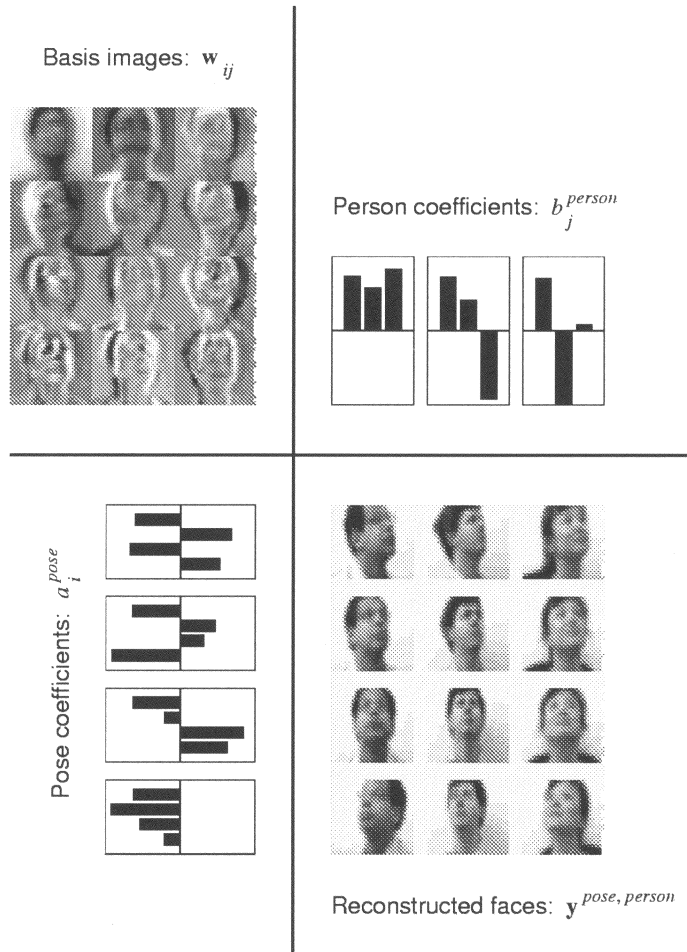 Basis images: w_ij
Person coefficients: b_j^person
Pose coefficients: a_i^pose
Reconstructed faces: y^pose, person